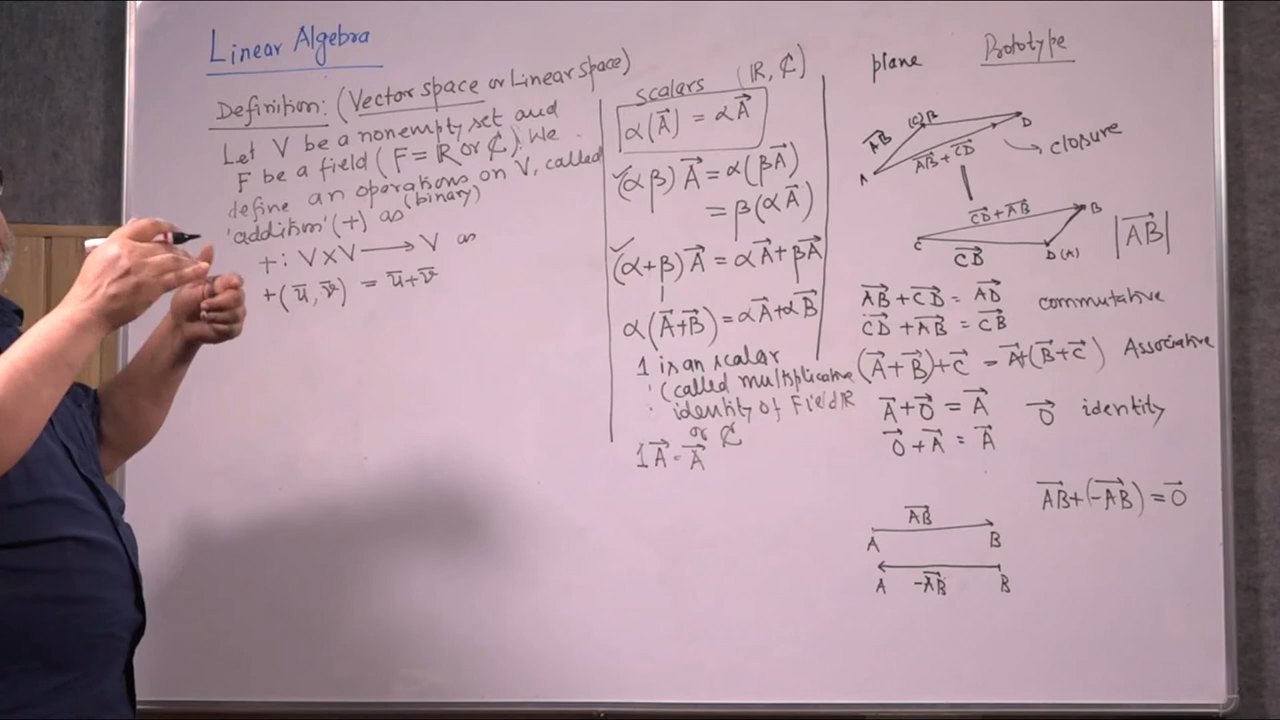 Linear Algebra
Definition: (Vector space or Linear space)
Let V be a nonempty set and
F be a field (F = ℝ or ℂ). We
define an operations on V, called
'addition' (+) as (binary)
+: V×V ⟶ V as
+(u̅, v̅) = u̅+v̅
scalars (ℝ, ℂ)
α(A⃗) = αA⃗
✓(αβ)A⃗ = α(βA⃗)
= β(αA⃗)
✓(α+β)A⃗ = αA⃗+βA⃗
α(A⃗+B⃗) = αA⃗+αB⃗
1 is an scalar
(called multiplicative
identity of Field ℝ
or ℂ
1A⃗ = A⃗
plane Prototype
(C) B
D
AB⃗
A
AB⃗ + CD⃗
closure
CD⃗ + AB⃗
B
C
D (A)
CB⃗
|AB⃗|
AB⃗ + CD⃗ = AD⃗ commutative
CD⃗ + AB⃗ = CB⃗
(A⃗+B⃗)+C⃗ = A⃗+(B⃗+C⃗) Associative
A⃗+O⃗ = A⃗ O⃗ identity
O⃗+A⃗ = A⃗
AB⃗+(-AB⃗) = O⃗
AB⃗
A B
A -AB⃗ B